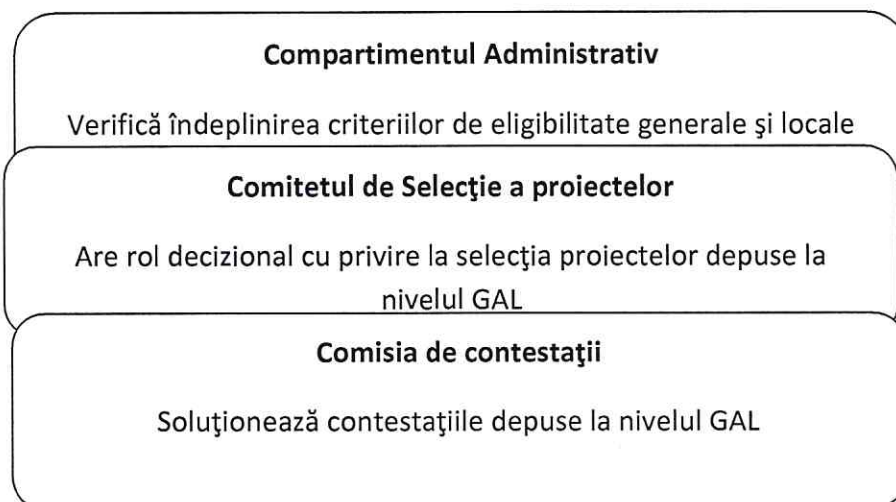 Compartimentul Administrativ
Verifică îndeplinirea criteriilor de eligibilitate generale şi locale
Comitetul de Selecţie a proiectelor
Are rol decizional cu privire la selecţia proiectelor depuse la
nivelul GAL
Comisia de contestaţii
Soluţionează contestaţiile depuse la nivelul GAL